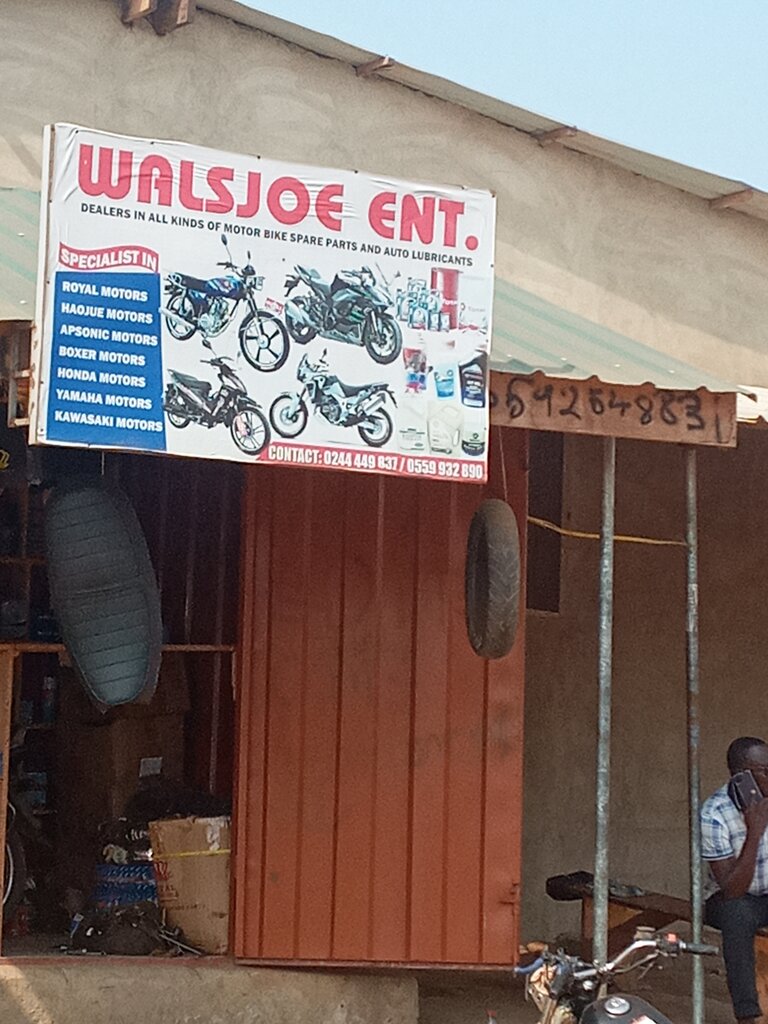 WALSJOE ENT.
DEALERS IN ALL KINDS OF MOTOR BIKE SPARE PARTS AND AUTO LUBRICANTS
SPECIALIST IN
ROYAL MOTORS
HAOJUE MOTORS
APSONIC MOTORS
BOXER MOTORS
HONDA MOTORS
YAMAHA MOTORS
KAWASAKI MOTORS
CONTACT: 0244 449 837 / 0559 932 890